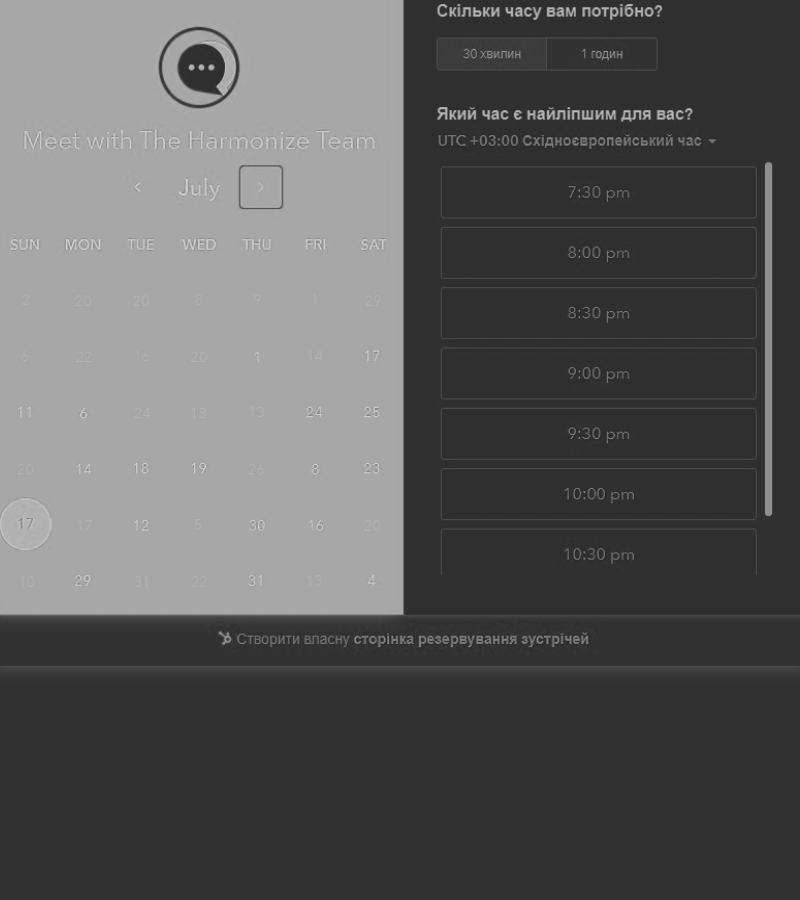 Meet with The Harmonize Team
July
SUN MON TUE WED THU FRI SAT
2 20 20 8 9 1 29
6 22 16 20 1 14 17
11 6 24 13 13 24 25
20 14 18 19 26 8 23
17 17 12 5 30 16 20
10 29 31 22 31 13 4
Скільки часу вам потрібно?
30 хвилин 1 годин
Який час є найліпшим для вас?
UTC +03:00 Східноєвропейський час
7:30 pm
8:00 pm
8:30 pm
9:00 pm
9:30 pm
10:00 pm
10:30 pm
Створити власну сторінка резервування зустрічей